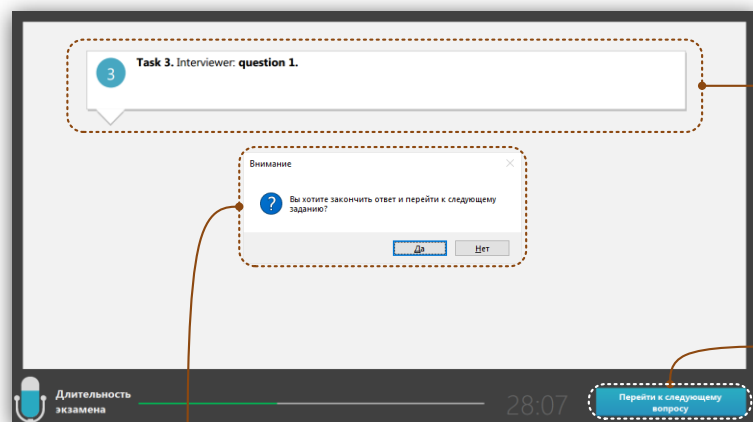 3
Task 3. Interviewer: question 1.
Внимание
?
Вы хотите закончить ответ и перейти к следующему
заданию?
Да
Нет
Длительность
экзамена
28:07
Перейти к следующему
вопросу